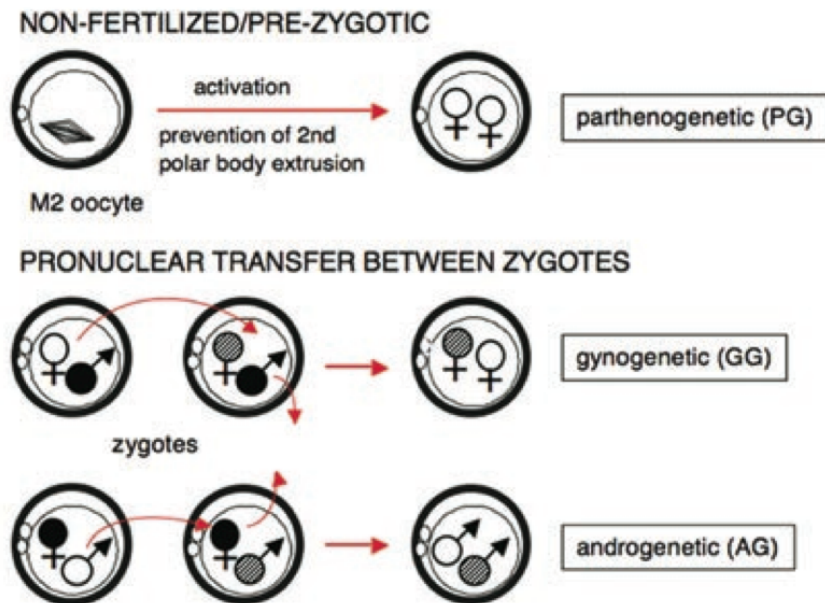 NON-FERTILIZED/PRE-ZYGOTIC
activation
prevention of 2nd
polar body extrusion
parthenogenetic (PG)
M2 oocyte
PRONUCLEAR TRANSFER BETWEEN ZYGOTES
gynogenetic (GG)
zygotes
androgenetic (AG)